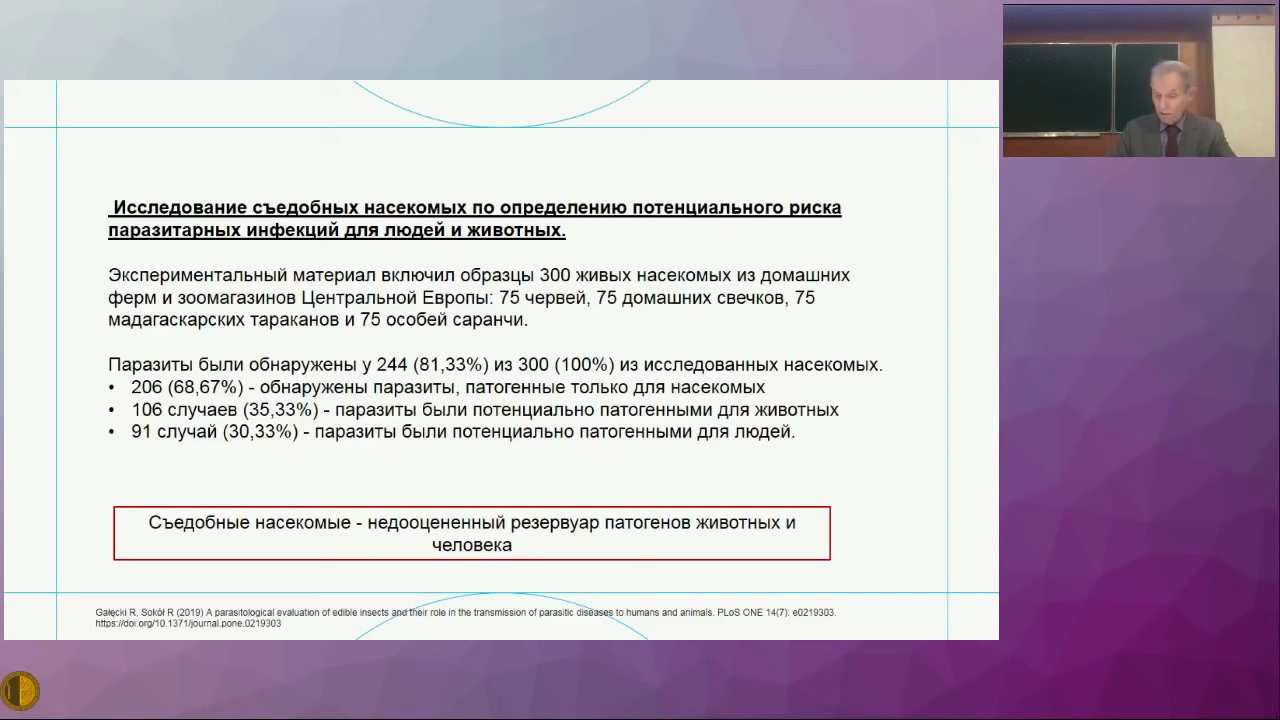 Исследование съедобных насекомых по определению потенциального риска
паразитарных инфекций для людей и животных.
Экспериментальный материал включил образцы 300 живых насекомых из домашних
ферм и зоомагазинов Центральной Европы: 75 червей, 75 домашних свечков, 75
мадагаскарских тараканов и 75 особей саранчи.
Паразиты были обнаружены у 244 (81,33%) из 300 (100%) из исследованных насекомых.
• 206 (68,67%) - обнаружены паразиты, патогенные только для насекомых
• 106 случаев (35,33%) - паразиты были потенциально патогенными для животных
• 91 случай (30,33%) - паразиты были потенциально патогенными для людей.
Съедобные насекомые - недооцененный резервуар патогенов животных и
человека
Gałęcki R, Sokół R (2019) A parasitological evaluation of edible insects and their role in the transmission of parasitic diseases to humans and animals. PLoS ONE 14(7): e0219303.
https://doi.org/10.1371/journal.pone.0219303